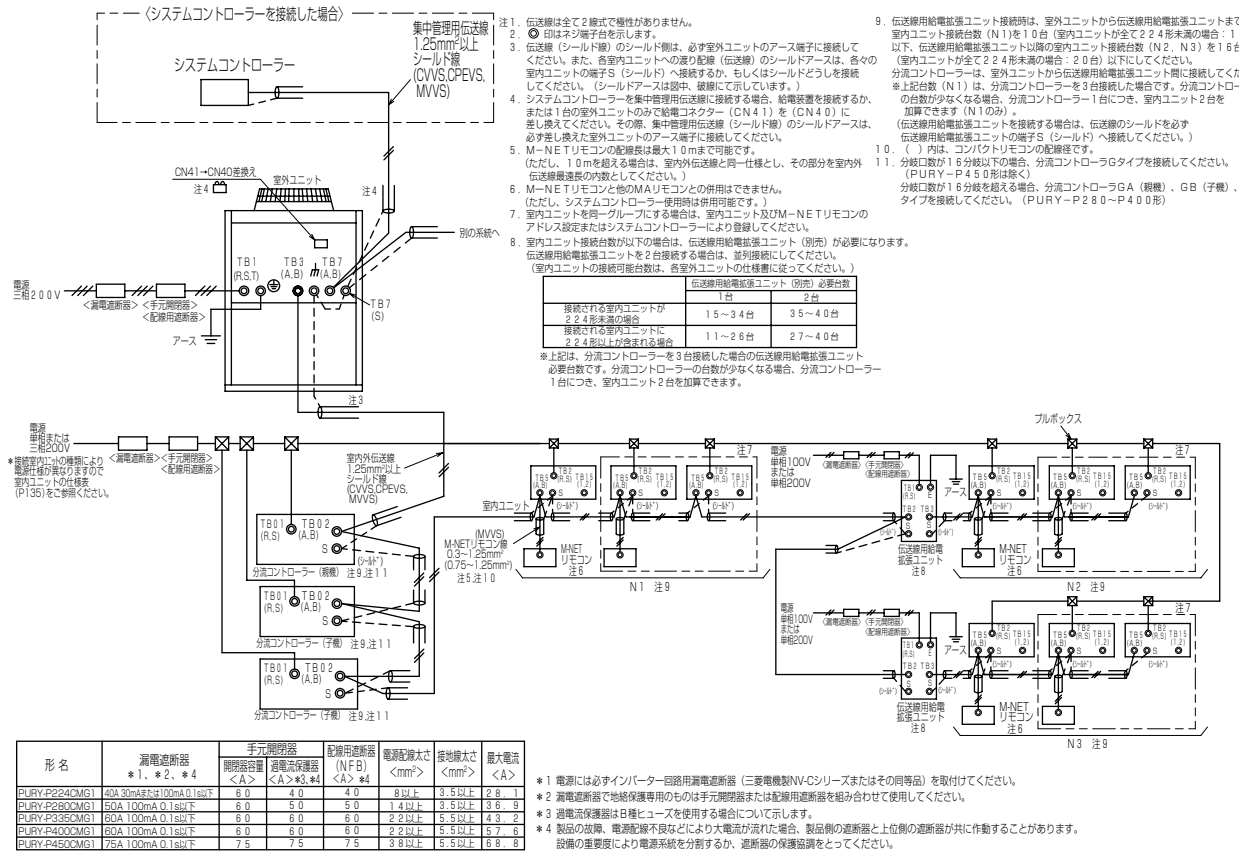 〈システムコントローラーを接続した場合〉
システムコントローラー
集中管理用伝送線
1.25mm²以上
シールド線
(CVVS,CPEVS,
MVVS)
CN41→CN40差換え
注4
室外ユニット
注4
別の系統へ
TB1
(R,S,T)
TB3
(A,B)
TB7
(A,B)
TB7
(S)
電源
三相200V
<漏電遮断器>
<手元開閉器>
<配線用遮断器>
アース
注3
注1. 伝送線は全て2線式で極性がありません。
2. ◎ 印はネジ端子台を示します。
3. 伝送線(シールド線)のシールド側は、必ず室外ユニットのアース端子に接続して
ください。また、各室内ユニットへの渡り配線(伝送線)のシールドアースは、各々の
室内ユニットの端子S(シールド)へ接続するか、もしくはシールドどうしを接続
してください。(シールドアースは図中、破線にて示しています。)
4. システムコントローラーを集中管理用伝送線に接続する場合、給電装置を接続するか、
または1台の室外ユニットのみで給電コネクター(CN41)を(CN40)に
差し換えてください。その際、集中管理用伝送線(シールド線)のシールドアースは、
必ず差し換えた室外ユニットのアース端子に接続してください。
5. M-NETリモコンの配線長は最大10mまで可能です。
(ただし、10mを超える場合は、室内外伝送線と同一仕様とし、その部分を室内外
伝送線最遠長の内数としてください。)
6. M-NETリモコンと他のMAリモコンとの併用はできません。
(ただし、システムコントローラー使用時は併用可能です。)
7. 室内ユニットを同一グループにする場合は、室内ユニット及びM-NETリモコンの
アドレス設定またはシステムコントローラーにより登録してください。
8. 室内ユニット接続台数が以下の場合は、伝送線用給電拡張ユニット(別売)が必要になります。
伝送線用給電拡張ユニットを2台接続する場合は、並列接続にしてください。
(室内ユニットの接続可能台数は、各室外ユニットの仕様書に従ってください。)
伝送線用給電拡張ユニット(別売)必要台数
1台 2台
接続される室内ユニットが
224形未満の場合 15~34台 35~40台
接続される室内ユニットに
224形以上が含まれる場合 11~26台 27~40台
※上記は、分流コントローラーを3台接続した場合の伝送線用給電拡張ユニット
必要台数です。分流コントローラーの台数が少なくなる場合、分流コントローラー
1台につき、室内ユニット2台を加算できます。
9. 伝送線用給電拡張ユニット接続時は、室外ユニットから伝送線用給電拡張ユニットまで
室内ユニット接続台数(N1)を10台(室内ユニットが全て224形未満の場合:1
以下、伝送線用給電拡張ユニット以降の室内ユニット接続台数(N2、N3)を16台
(室内ユニットが全て224形未満の場合:20台)以下にしてください。
分流コントローラーは、室外ユニットから伝送線用給電拡張ユニット間に接続してくだ
※上記台数(N1)は、分流コントローラーを3台接続した場合です。分流コントロー
の台数が少なくなる場合、分流コントローラー1台につき、室内ユニット2台を
加算できます(N1のみ)。
(伝送線用給電拡張ユニットを接続する場合は、伝送線のシールドを必ず
伝送線用給電拡張ユニットの端子S(シールド)へ接続してください。)
10. ( )内は、コンパクトリモコンの配線径です。
11. 分岐口数が16分岐以下の場合、分流コントローラGタイプを接続してください。
(PURY-P450形は除く)
分岐口数が16分岐を超える場合、分流コントローラGA(親機)、GB(子機)、
タイプを接続してください。(PURY-P280~P400形)
電源
単相または
三相200V
*接続室内ユニットの種類により
電源仕様が異なりますので
室内ユニットの仕様表
(P135)をご参照ください。
<漏電遮断器>
<手元開閉器>
<配線用遮断器>
室内外伝送線
1.25mm²以上
シールド線
(CVVS,CPEVS,
MVVS)
TB01
(R,S)
TB02
(A,B)
S
(シールド)
分流コントローラー(親機) 注9,注11
TB01
(R,S)
TB02
(A,B)
S
分流コントローラー(子機) 注9,注11
TB01
(R,S)
TB02
(A,B)
S
分流コントローラー(子機) 注9,注11
室内ユニット
(MVVS)
M-NETリモコン線
0.3~1.25mm²
(0.75~1.25mm²)
注5,注10
TB5
(A,B)
TB2
(R,S)
TB15
(1,2)
S
(シールド)
M-NET
リモコン
注6
注7
N1 注9
電源
単相100V
または
単相200V
<漏電遮断器>
<手元開閉器>
<配線用遮断器>
アース
TB1
(R,S)
E
TB2 TB3
S S
(シールド)
伝送線用給電
拡張ユニット
注8
プルボックス
注7
TB5
(A,B)
TB2
(R,S)
TB15
(1,2)
S
(シールド)
M-NET
リモコン
注6
N2 注9
電源
単相100V
または
単相200V
<漏電遮断器>
<手元開閉器>
<配線用遮断器>
アース
TB1
(R,S)
E
TB2 TB3
S S
(シールド)
伝送線用給電
拡張ユニット
注8
注7
TB5
(A,B)
TB2
(R,S)
TB15
(1,2)
S
(シールド)
M-NET
リモコン
注6
N3 注9
形名 漏電遮断器 *1、*2、*4 手元開閉器 配線用遮断器 (NFB) <A> *4 電源配線太さ <mm²> 接地線太さ <mm²> 最大電流 <A>
開閉器容量 <A> 過電流保護器 <A>*3,*4
PURY-P224CMG1 40A 30mAまたは100mA 0.1s以下 60 40 40 8以上 3.5以上 28.1
PURY-P280CMG1 50A 100mA 0.1s以下 60 50 50 14以上 3.5以上 36.9
PURY-P335CMG1 60A 100mA 0.1s以下 60 60 60 22以上 5.5以上 43.2
PURY-P400CMG1 60A 100mA 0.1s以下 60 60 60 22以上 5.5以上 57.6
PURY-P450CMG1 75A 100mA 0.1s以下 75 75 75 38以上 5.5以上 68.8
*1 電源には必ずインバーター回路用漏電遮断器(三菱電機製NV-Cシリーズまたはその同等品)を取付けてください。
*2 漏電遮断器で地絡保護専用のものは手元開閉器または配線用遮断器を組み合わせて使用してください。
*3 過電流保護器はB種ヒューズを使用する場合について示します。
*4 製品の故障、電源配線不良などにより大電流が流れた場合、製品側の遮断器と上位側の遮断器が共に作動することがあります。
設備の重要度により電源系統を分割するか、遮断器の保護協調をとってください。